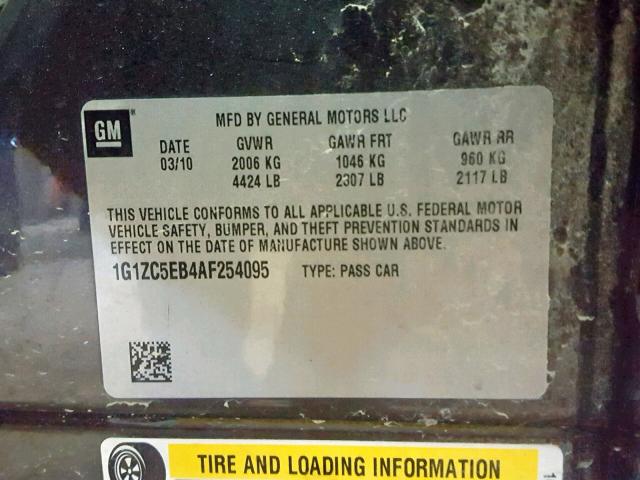 GM
MFD BY GENERAL MOTORS LLC
DATE GVWR GAWR FRT GAWR RR
03/10 2006 KG 1046 KG 960 KG
4424 LB 2307 LB 2117 LB
THIS VEHICLE CONFORMS TO ALL APPLICABLE U.S. FEDERAL MOTOR
VEHICLE SAFETY, BUMPER, AND THEFT PREVENTION STANDARDS IN
EFFECT ON THE DATE OF MANUFACTURE SHOWN ABOVE.
1G1ZC5EB4AF254095 TYPE: PASS CAR
TIRE AND LOADING INFORMATION